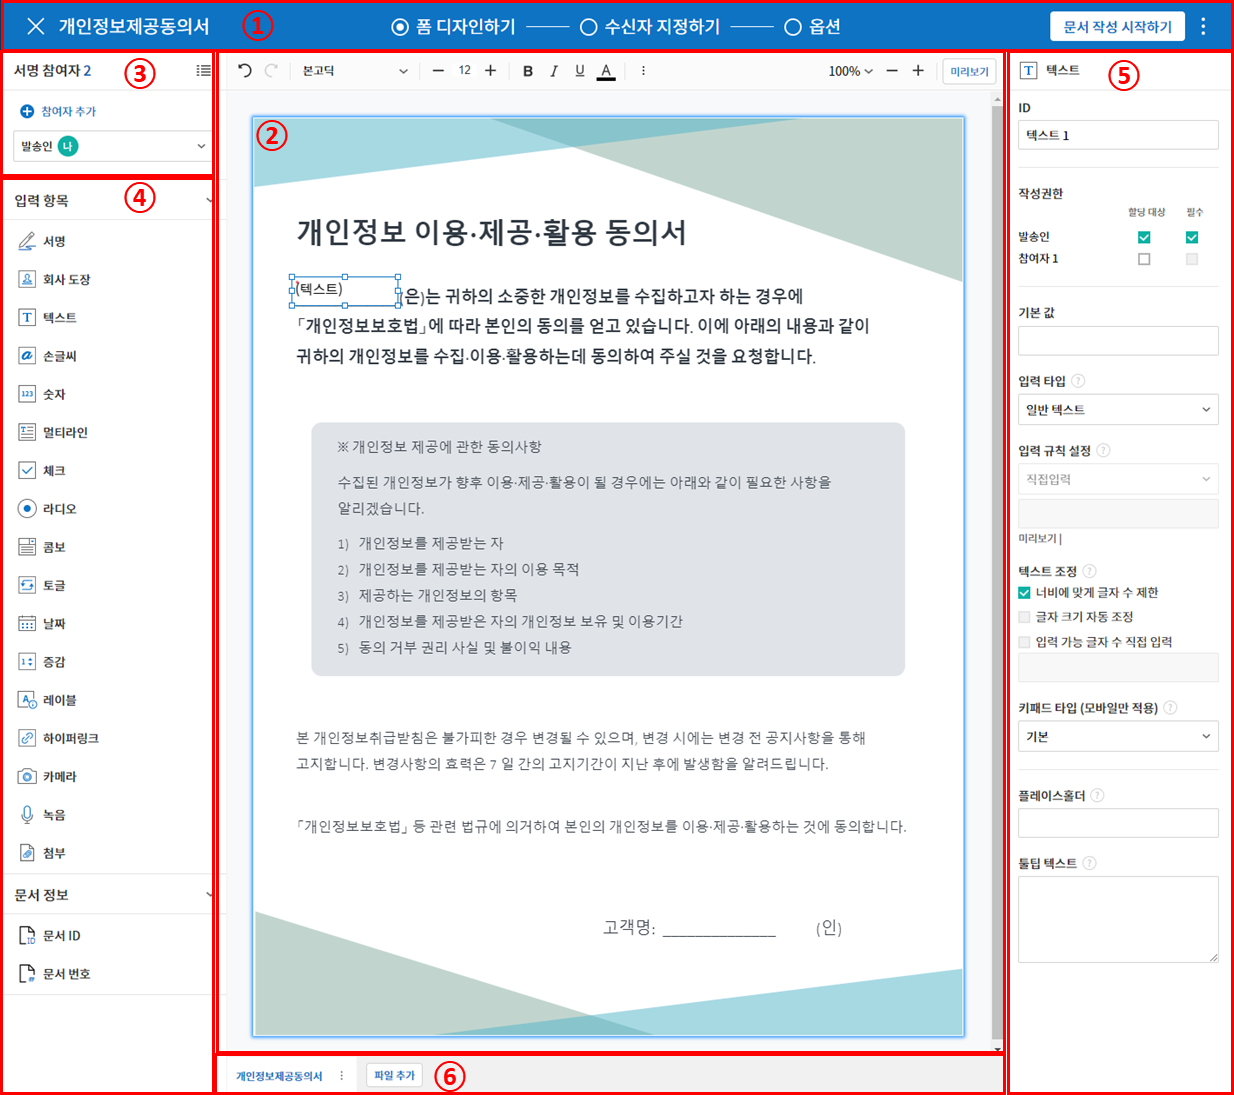 개인정보제공동의서
①
폼 디자인하기
수신자 지정하기
옵션
문서 작성 시작하기
서명 참여자 2
③
참여자 추가
발송인 나
입력 항목
④
서명
회사 도장
T 텍스트
손글씨
123 숫자
멀티라인
체크
라디오
콤보
토글
날짜
증감
레이블
하이퍼링크
카메라
녹음
첨부
문서 정보
문서 ID
문서 번호
본고딕
12
B I U A
100%
미리보기
②
개인정보 이용·제공·활용 동의서
(텍스트) (은)는 귀하의 소중한 개인정보를 수집하고자 하는 경우에
「개인정보보호법」에 따라 본인의 동의를 얻고 있습니다. 이에 아래의 내용과 같이
귀하의 개인정보를 수집·이용·활용하는데 동의하여 주실 것을 요청합니다.
※ 개인정보 제공에 관한 동의사항
수집된 개인정보가 향후 이용·제공·활용이 될 경우에는 아래와 같이 필요한 사항을
알리겠습니다.
1) 개인정보를 제공받는 자
2) 개인정보를 제공받는 자의 이용 목적
3) 제공하는 개인정보의 항목
4) 개인정보를 제공받은 자의 개인정보 보유 및 이용기간
5) 동의 거부 권리 사실 및 불이익 내용
본 개인정보취급받침은 불가피한 경우 변경될 수 있으며, 변경 시에는 변경 전 공지사항을 통해
고지합니다. 변경사항의 효력은 7 일 간의 고지기간이 지난 후에 발생함을 알려드립니다.
「개인정보보호법」 등 관련 법규에 의거하여 본인의 개인정보를 이용·제공·활용하는 것에 동의합니다.
고객명: ______________ (인)
개인정보제공동의서
파일 추가
⑥
T 텍스트
⑤
ID
텍스트 1
작성권한
할당 대상 필수
발송인
참여자 1
기본 값
입력 타입 ?
일반 텍스트
입력 규칙 설정 ?
직접입력
미리보기 |
텍스트 조정 ?
너비에 맞게 글자 수 제한
글자 크기 자동 조정
입력 가능 글자 수 직접 입력
키패드 타입 (모바일만 적용) ?
기본
플레이스홀더 ?
툴팁 텍스트 ?